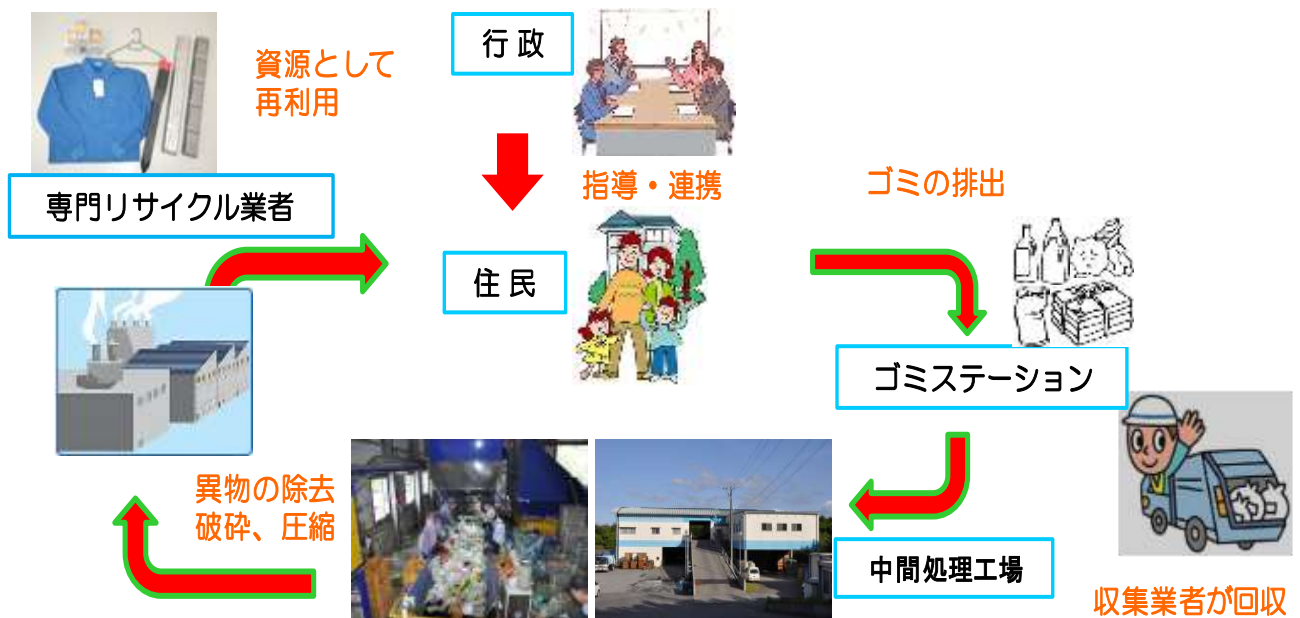 行政
資源として
再利用
指導・連携
ゴミの排出
専門リサイクル業者
住民
ゴミステーション
異物の除去
破砕、圧縮
中間処理工場
収集業者が回収